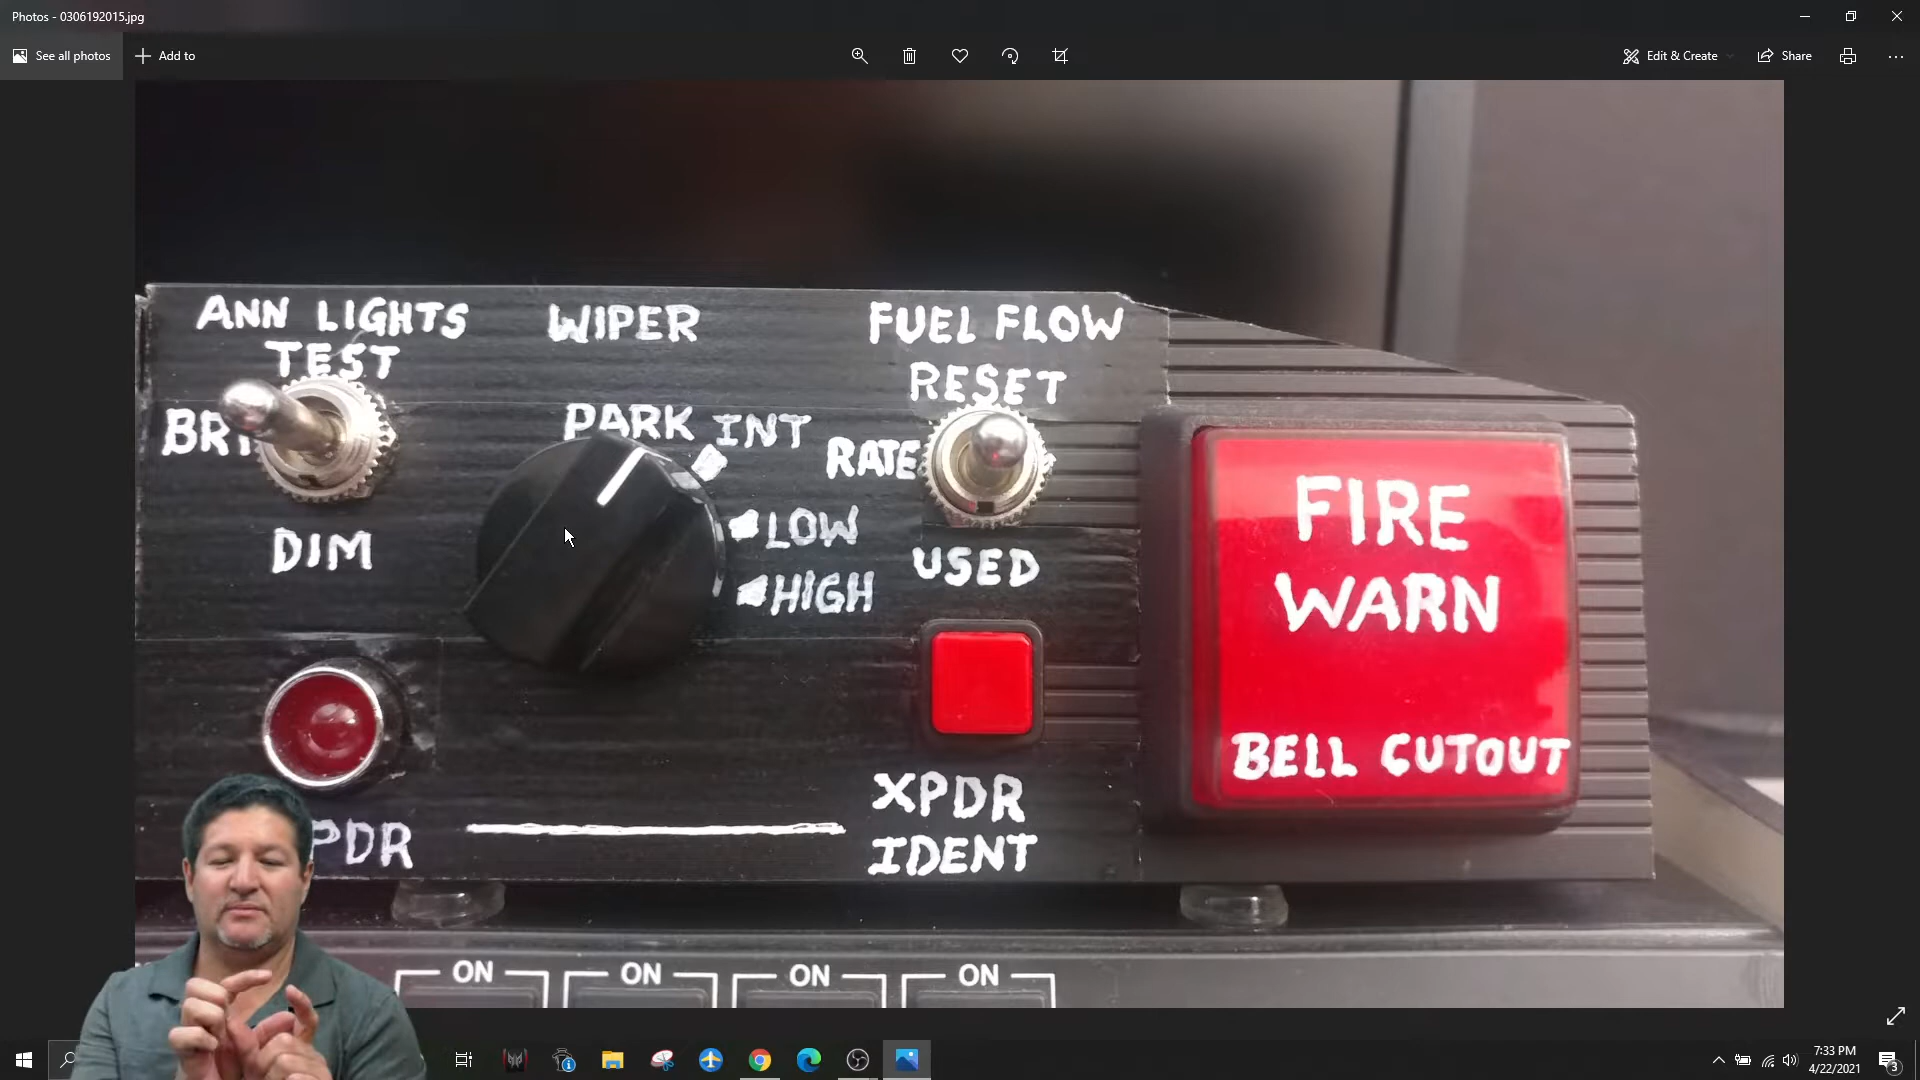 Photos - 0306192015.jpg
See all photos
Add to
Edit & Create
Share
ANN LIGHTS
TEST
DIM
WIPER
PARK
INT
LOW
HIGH
FUEL FLOW
RESET
RATE
USED
FIRE
WARN
BELL CUTOUT
XPDR
IDENT
ON
ON
ON
ON
7:33 PM
4/22/2021
3